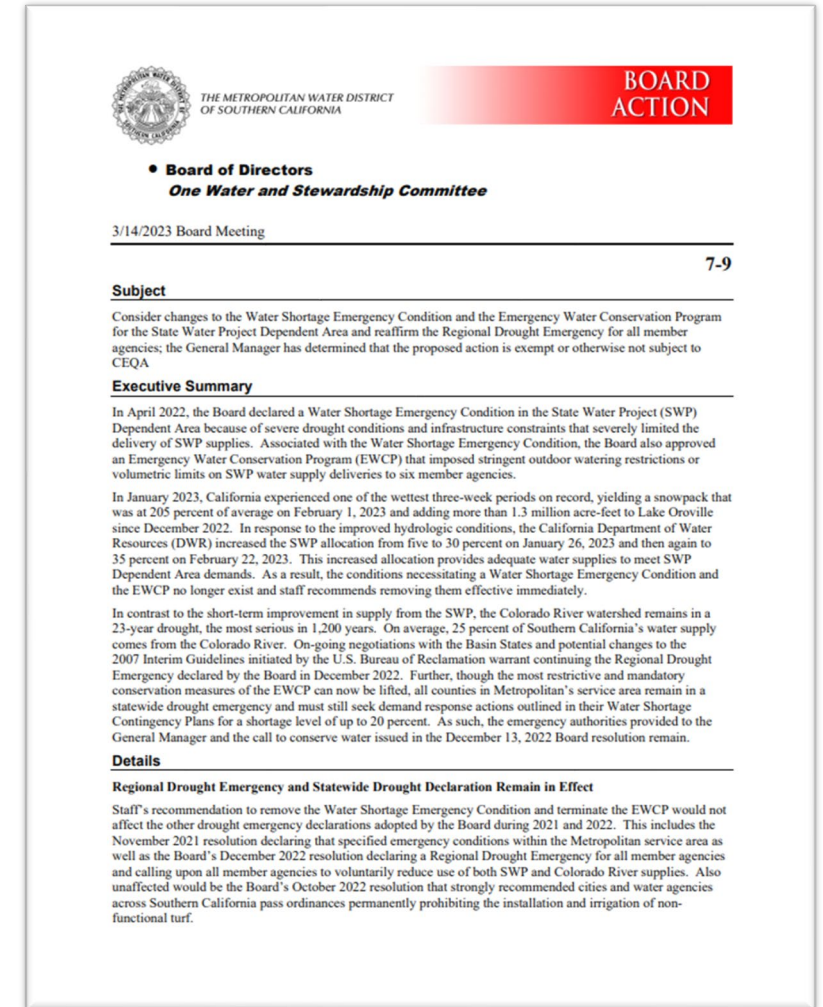 THE METROPOLITAN WATER DISTRICT
OF SOUTHERN CALIFORNIA
BOARD
ACTION
• Board of Directors
One Water and Stewardship Committee
3/14/2023 Board Meeting
7-9
Subject
Consider changes to the Water Shortage Emergency Condition and the Emergency Water Conservation Program
for the State Water Project Dependent Area and reaffirm the Regional Drought Emergency for all member
agencies; the General Manager has determined that the proposed action is exempt or otherwise not subject to
CEQA
Executive Summary
In April 2022, the Board declared a Water Shortage Emergency Condition in the State Water Project (SWP)
Dependent Area because of severe drought conditions and infrastructure constraints that severely limited the
delivery of SWP supplies. Associated with the Water Shortage Emergency Condition, the Board also approved
an Emergency Water Conservation Program (EWCP) that imposed stringent outdoor watering restrictions or
volumetric limits on SWP water supply deliveries to six member agencies.
In January 2023, California experienced one of the wettest three-week periods on record, yielding a snowpack that
was at 205 percent of average on February 1, 2023 and adding more than 1.3 million acre-feet to Lake Oroville
since December 2022. In response to the improved hydrologic conditions, the California Department of Water
Resources (DWR) increased the SWP allocation from five to 30 percent on January 26, 2023 and then again to
35 percent on February 22, 2023. This increased allocation provides adequate water supplies to meet SWP
Dependent Area demands. As a result, the conditions necessitating a Water Shortage Emergency Condition and
the EWCP no longer exist and staff recommends removing them effective immediately.
In contrast to the short-term improvement in supply from the SWP, the Colorado River watershed remains in a
23-year drought, the most serious in 1,200 years. On average, 25 percent of Southern California's water supply
comes from the Colorado River. On-going negotiations with the Basin States and potential changes to the
2007 Interim Guidelines initiated by the U.S. Bureau of Reclamation warrant continuing the Regional Drought
Emergency declared by the Board in December 2022. Further, though the most restrictive and mandatory
conservation measures of the EWCP can now be lifted, all counties in Metropolitan's service area remain in a
statewide drought emergency and must still seek demand response actions outlined in their Water Shortage
Contingency Plans for a shortage level of up to 20 percent. As such, the emergency authorities provided to the
General Manager and the call to conserve water issued in the December 13, 2022 Board resolution remain.
Details
Regional Drought Emergency and Statewide Drought Declaration Remain in Effect
Staff's recommendation to remove the Water Shortage Emergency Condition and terminate the EWCP would not
affect the other drought emergency declarations adopted by the Board during 2021 and 2022. This includes the
November 2021 resolution declaring that specified emergency conditions within the Metropolitan service area as
well as the Board's December 2022 resolution declaring a Regional Drought Emergency for all member agencies
and calling upon all member agencies to voluntarily reduce use of both SWP and Colorado River supplies. Also
unaffected would be the Board's October 2022 resolution that strongly recommended cities and water agencies
across Southern California pass ordinances permanently prohibiting the installation and irrigation of non-
functional turf.